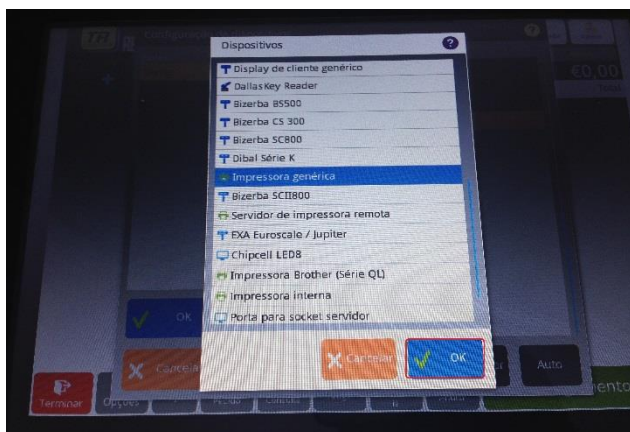 Dispositivos
?
€0,00
Display de cliente genérico
DallasKey Reader
Bizerba BS500
Bizerba CS 300
Bizerba SC800
Dibal Série K
Impressora genérica
Bizerba SCII800
Servidor de impressora remota
EXA Euroscale / Jupiter
Chipcell LED8
Impressora Brother (Série QL)
Impressora interna
Porta para socket servidor
OK
Cancelar
OK
Auto
Terminar
Opções